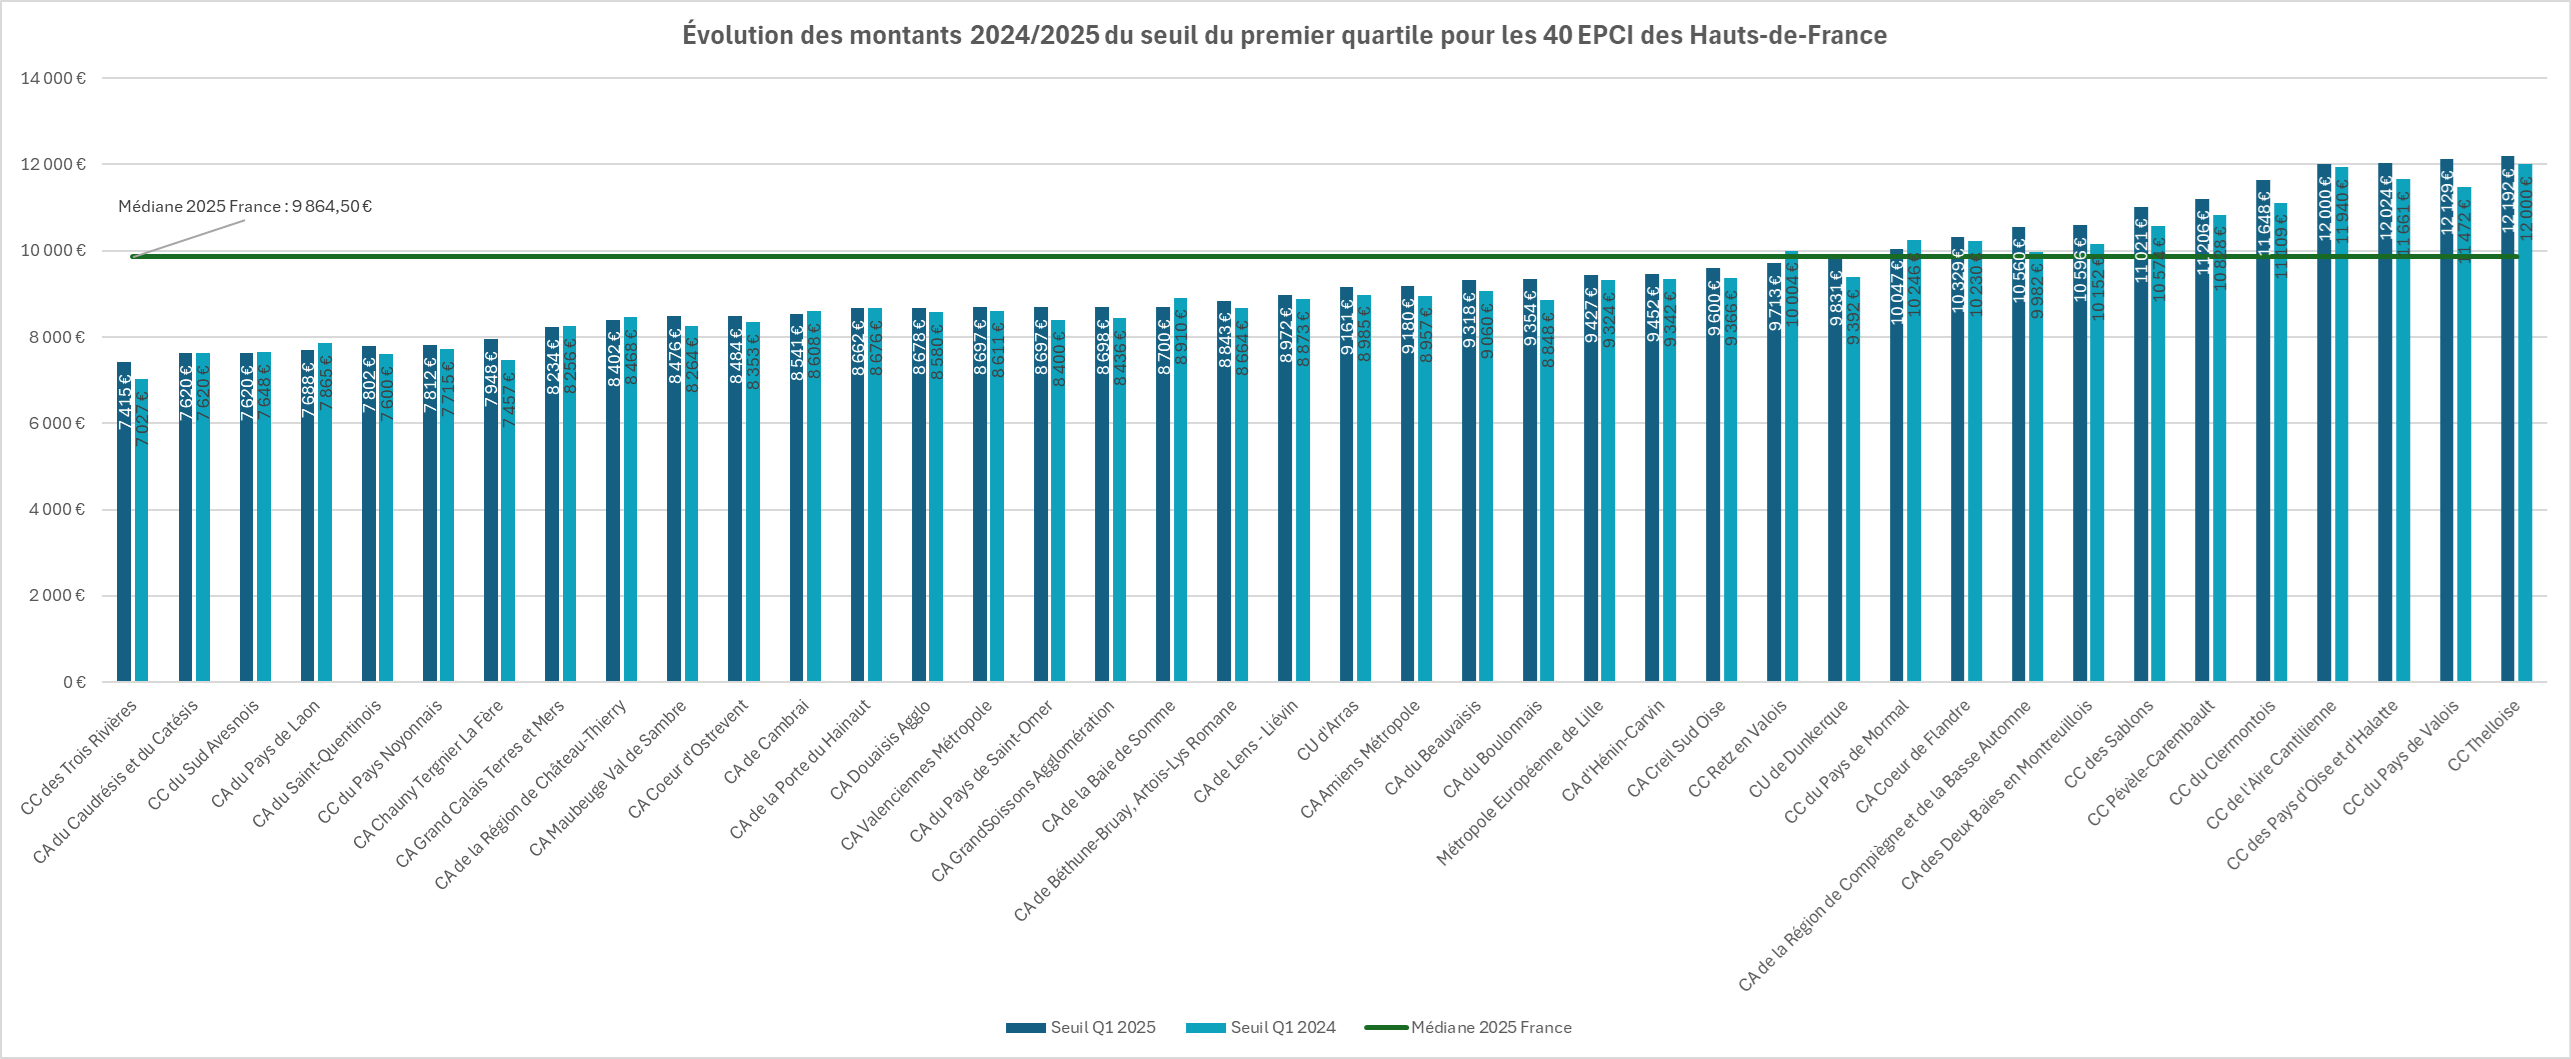 Évolution des montants 2024/2025 du seuil du premier quartile pour les 40 EPCI des Hauts-de-France
14 000 €
12 000 €
10 000 €
8 000 €
6 000 €
4 000 €
2 000 €
0 €
Médiane 2025 France : 9 864,50 €
7 415 €
7 027 €
7 620 €
7 620 €
7 620 €
7 648 €
7 688 €
7 865 €
7 802 €
7 600 €
7 812 €
7 715 €
7 948 €
7 457 €
8 234 €
8 256 €
8 402 €
8 468 €
8 476 €
8 264 €
8 484 €
8 353 €
8 541 €
8 608 €
8 662 €
8 676 €
8 678 €
8 580 €
8 697 €
8 611 €
8 697 €
8 400 €
8 698 €
8 436 €
8 700 €
8 910 €
8 843 €
8 664 €
8 972 €
8 873 €
9 161 €
8 985 €
9 180 €
8 957 €
9 318 €
9 060 €
9 354 €
8 848 €
9 427 €
9 324 €
9 452 €
9 342 €
9 600 €
9 366 €
9 713 €
10 004 €
9 831 €
9 392 €
10 047 €
10 246 €
10 329 €
10 230 €
10 560 €
9 982 €
10 596 €
10 152 €
11 021 €
10 574 €
11 206 €
10 828 €
11 648 €
11 109 €
12 000 €
11 940 €
12 024 €
11 661 €
12 129 €
11 472 €
12 192 €
12 000 €
CC des Trois Rivières
CA du Caudrésis et du Catésis
CC du Sud Avesnois
CA du Pays de Laon
CA du Saint-Quentinois
CC du Pays Noyonnais
CA Chauny Tergnier La Fère
CA Grand Calais Terres et Mers
CA de la Région de Château-Thierry
CA Maubeuge Val de Sambre
CA Coeur d'Ostrevent
CA de Cambrai
CA de la Porte du Hainaut
CA Douaisis Agglo
CA Valenciennes Métropole
CA du Pays de Saint-Omer
CA GrandSoissons Agglomération
CA de la Baie de Somme
CA de Béthune-Bruay, Artois-Lys Romane
CA de Lens - Liévin
CU d'Arras
CA Amiens Métropole
CA du Beauvaisis
CA du Boulonnais
Métropole Européenne de Lille
CA d'Hénin-Carvin
CA Creil Sud Oise
CC Retz en Valois
CU de Dunkerque
CC du Pays de Mormal
CA Coeur de Flandre
CA de la Région de Compiègne et de la Basse Automne
CA des Deux Baies en Montreuillois
CC des Sablons
CC Pévèle-Carembault
CC du Clermontois
CC de l'Aire Cantilienne
CC des Pays d'Oise et d'Halatte
CC du Pays de Valois
CC Thelloise
Seuil Q1 2025
Seuil Q1 2024
Médiane 2025 France